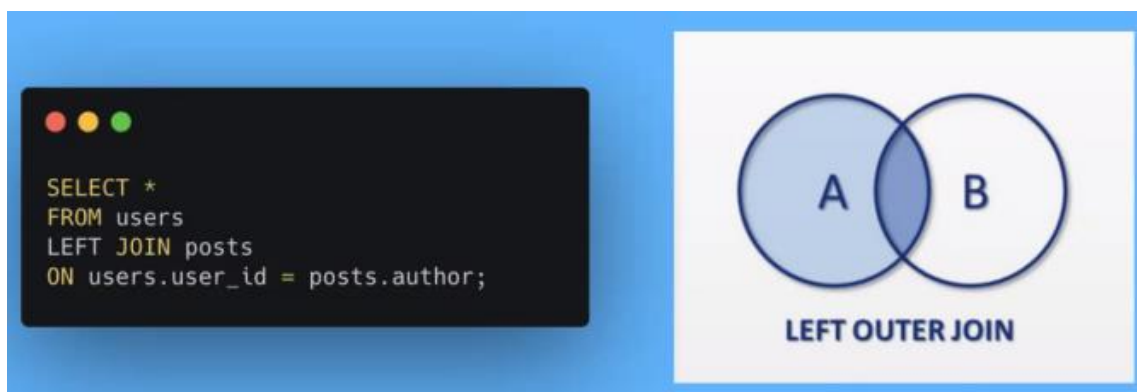 SELECT *
FROM users
LEFT JOIN posts
ON users.user_id = posts.author;
A
B
LEFT OUTER JOIN